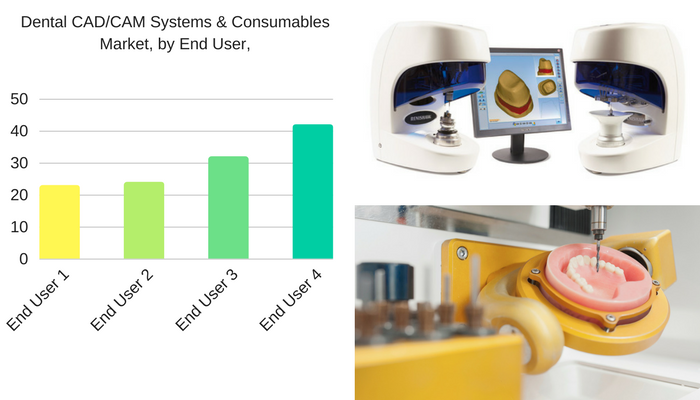 Dental CAD/CAM Systems & Consumables
Market, by End User,
50
40
30
20
10
0
End User 1
End User 2
End User 3
End User 4
RENISHAW